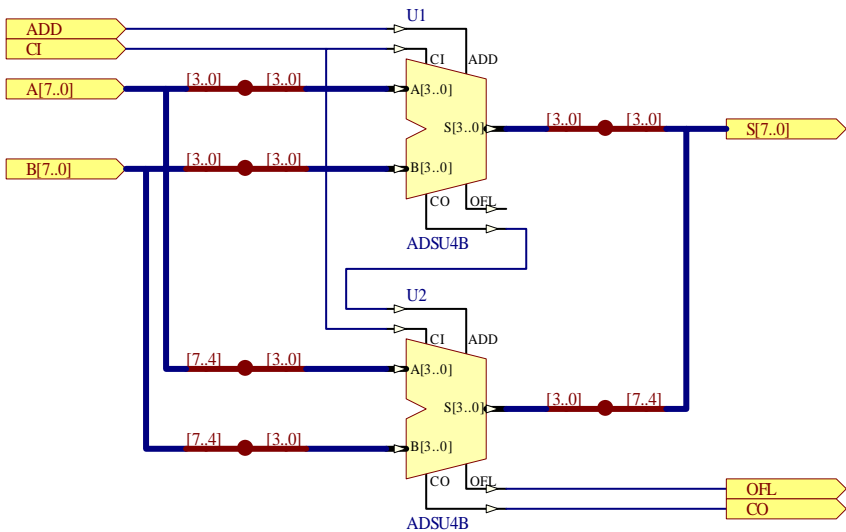 U1
ADD
CI
CI
ADD
A[7..0]
[3..0]
[3..0]
A[3..0]
S[3..0]
[3..0]
[3..0]
S[7..0]
B[7..0]
[3..0]
[3..0]
B[3..0]
CO
OFL
ADSU4B
U2
CI
ADD
[7..4]
[3..0]
A[3..0]
S[3..0]
[3..0]
[7..4]
[7..4]
[3..0]
B[3..0]
CO
OFL
OFL
CO
ADSU4B